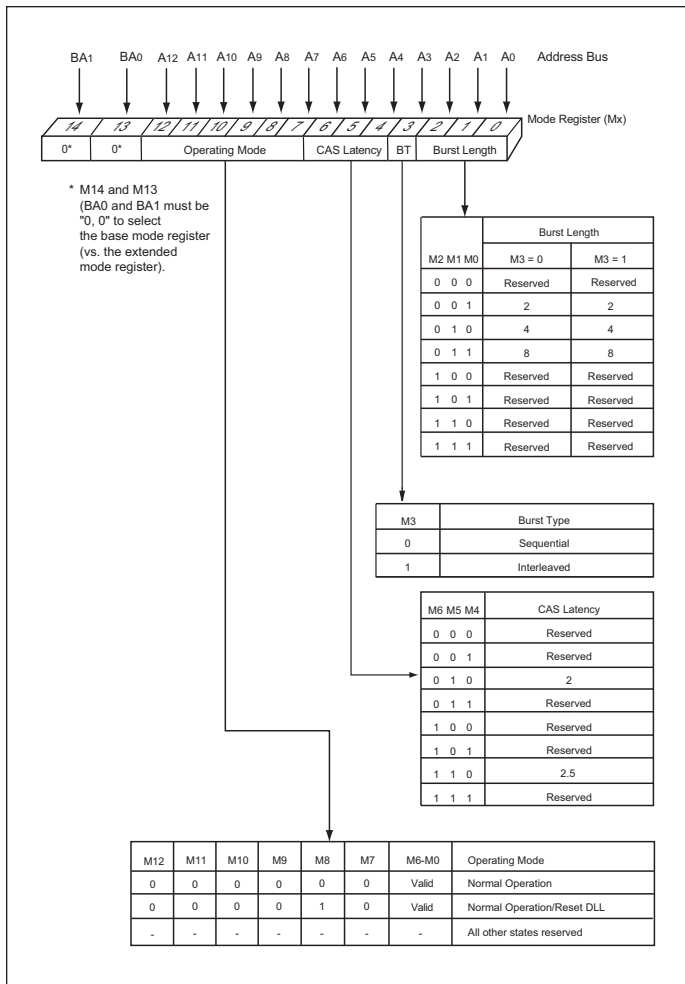 BA1 BA0 A12 A11 A10 A9 A8 A7 A6 A5 A4 A3 A2 A1 A0 Address Bus
14 13 12 11 10 9 8 7 6 5 4 3 2 1 0 Mode Register (Mx)
0* 0* Operating Mode CAS Latency BT Burst Length
* M14 and M13
(BA0 and BA1 must be
"0, 0" to select
the base mode register
(vs. the extended
mode register).
Burst Length
M2 M1 M0 M3 = 0 M3 = 1
0 0 0 Reserved Reserved
0 0 1 2 2
0 1 0 4 4
0 1 1 8 8
1 0 0 Reserved Reserved
1 0 1 Reserved Reserved
1 1 0 Reserved Reserved
1 1 1 Reserved Reserved
M3 Burst Type
0 Sequential
1 Interleaved
M6 M5 M4 CAS Latency
0 0 0 Reserved
0 0 1 Reserved
0 1 0 2
0 1 1 Reserved
1 0 0 Reserved
1 0 1 Reserved
1 1 0 2.5
1 1 1 Reserved
M12 M11 M10 M9 M8 M7 M6-M0 Operating Mode
0 0 0 0 0 0 Valid Normal Operation
0 0 0 0 1 0 Valid Normal Operation/Reset DLL
- - - - - - - All other states reserved